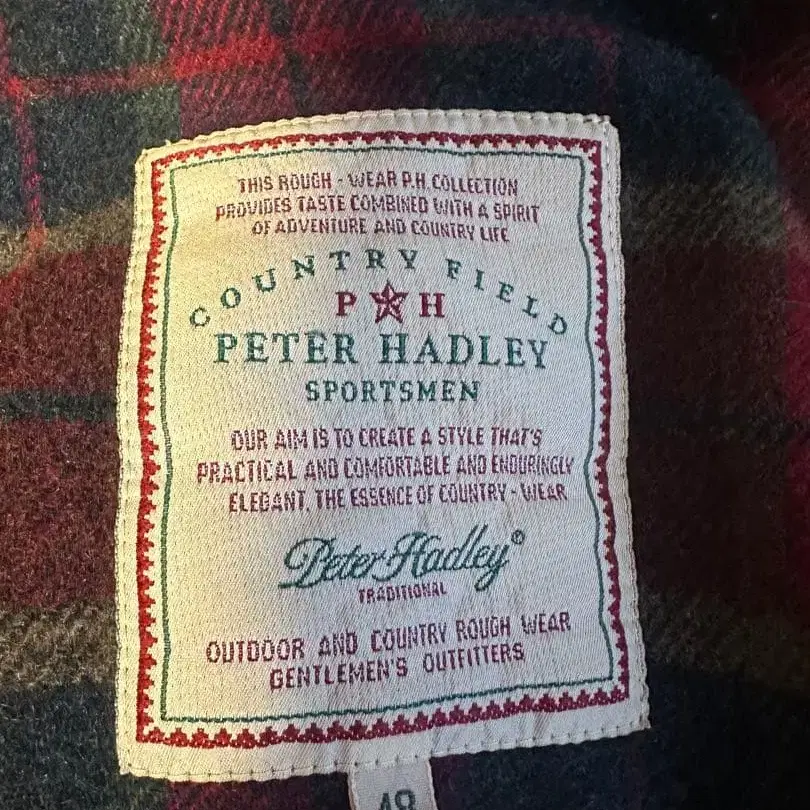 THIS ROUGH - WEAR P.H. COLLECTION
PROVIDES TASTE COMBINED WITH A SPIRIT
OF ADVENTURE AND COUNTRY LIFE
COUNTRY FIELD
P H
PETER HADLEY
SPORTSMEN
OUR AIM IS TO CREATE A STYLE THAT'S
PRACTICAL AND COMFORTABLE AND ENDURINGLY
ELEGANT, THE ESSENCE OF COUNTRY - WEAR
Peter Hadley®
TRADITIONAL
OUTDOOR AND COUNTRY ROUGH WEAR
GENTLEMEN'S OUTFITTERS
48